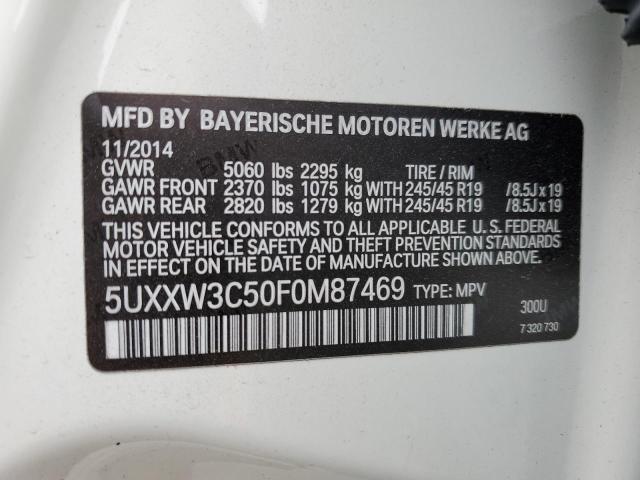 MFD BY BAYERISCHE MOTOREN WERKE AG
11/2014
GVWR 5060 lbs 2295 kg TIRE / RIM
GAWR FRONT 2370 lbs 1075 kg WITH 245/45 R19 /8.5J x 19
GAWR REAR 2820 lbs 1279 kg WITH 245/45 R19 /8.5J x 19
THIS VEHICLE CONFORMS TO ALL APPLICABLE U. S. FEDERAL
MOTOR VEHICLE SAFETY AND THEFT PREVENTION STANDARDS
IN EFFECT ON THE DATE OF MANUFACTURE SHOWN ABOVE.
5UXXW3C50F0M87469 TYPE: MPV 300U
7 320 730